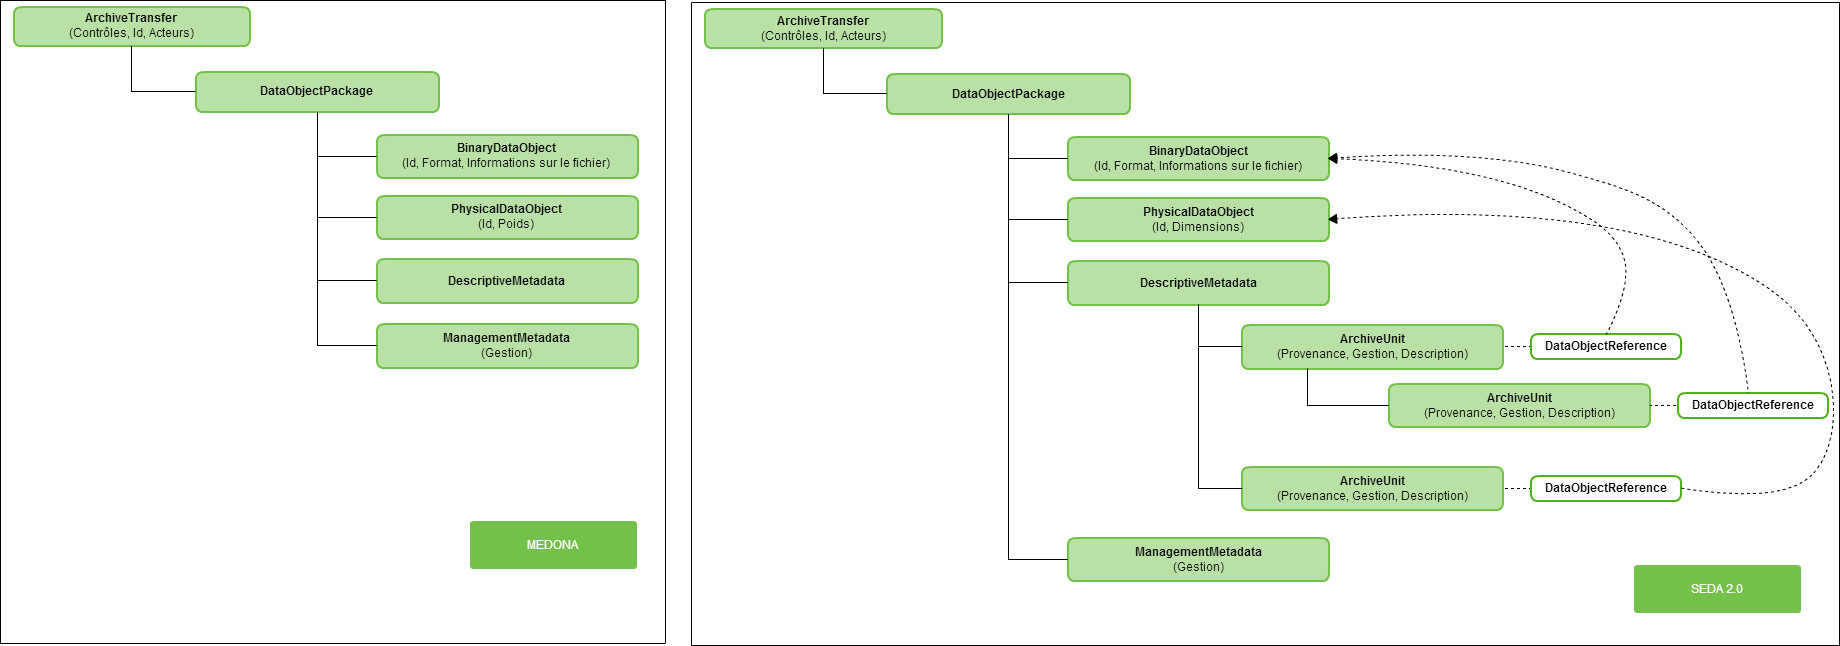 ArchiveTransfer
(Contrôles, Id, Acteurs)
DataObjectPackage
BinaryDataObject
(Id, Format, Informations sur le fichier)
PhysicalDataObject
(Id, Poids)
DescriptiveMetadata
ManagementMetadata
(Gestion)
MEDONA
ArchiveTransfer
(Contrôles, Id, Acteurs)
DataObjectPackage
BinaryDataObject
(Id, Format, Informations sur le fichier)
PhysicalDataObject
(Id, Dimensions)
DescriptiveMetadata
ArchiveUnit
(Provenance, Gestion, Description)
DataObjectReference
ArchiveUnit
(Provenance, Gestion, Description)
DataObjectReference
ArchiveUnit
(Provenance, Gestion, Description)
DataObjectReference
ManagementMetadata
(Gestion)
SEDA 2.0